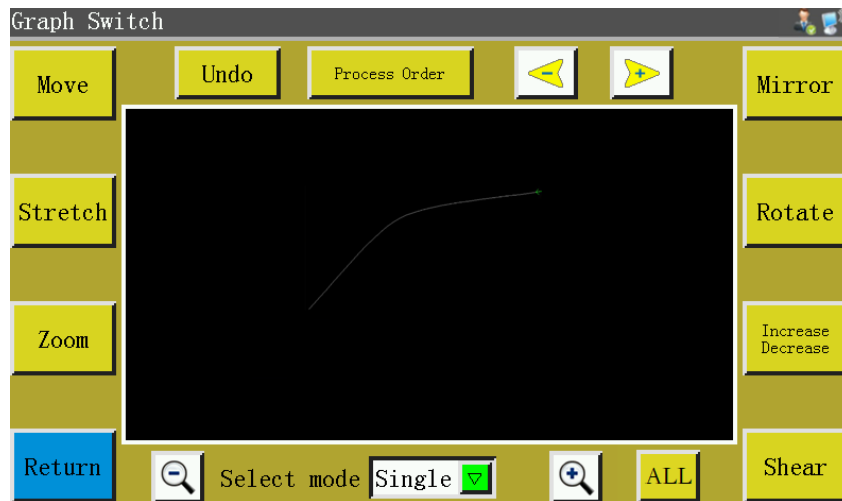 Graph Switch
Move
Undo
Process Order
-
+
Mirror
Stretch
Rotate
Zoom
Increase
Decrease
Return
Select mode
Single
ALL
Shear